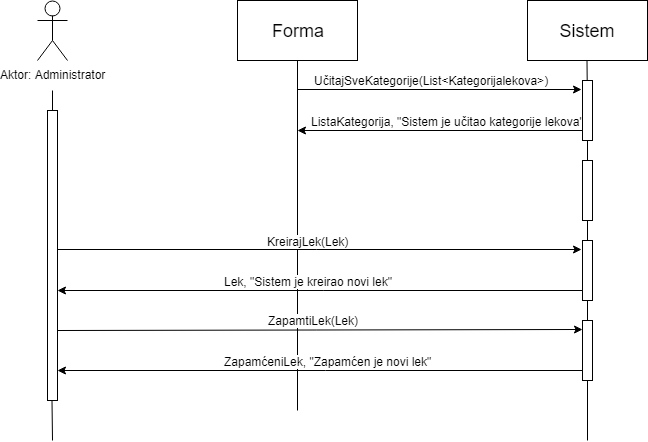 Forma
Sistem
Aktor: Administrator
UčitajSveKategorije(List<Kategorijalekova>)
ListaKategorija, "Sistem je učitao kategorije lekova"
KreirajLek(Lek)
Lek, "Sistem je kreirao novi lek"
ZapamtiLek(Lek)
ZapamćeniLek, "Zapamćen je novi lek"